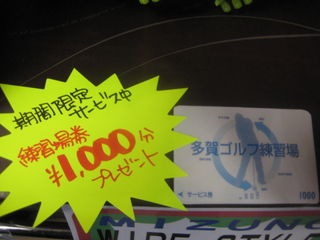 期間限定
サービス中
練習場券
¥1,000分
プレゼント
多賀ゴルフ練習場
サービス券
1000
MIZUNO